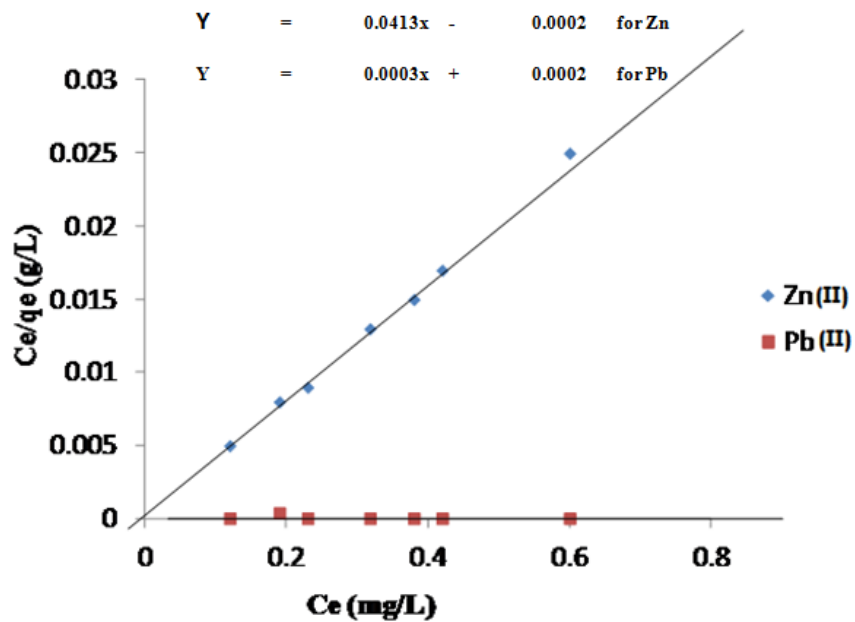 Y = 0.0413x - 0.0002 for Zn
Y = 0.0003x + 0.0002 for Pb
0.03
0.025
0.02
0.015
0.01
0.005
0
Ce/qe (g/L)
Zn(II)
Pb(II)
0 0.2 0.4 0.6 0.8
Ce (mg/L)